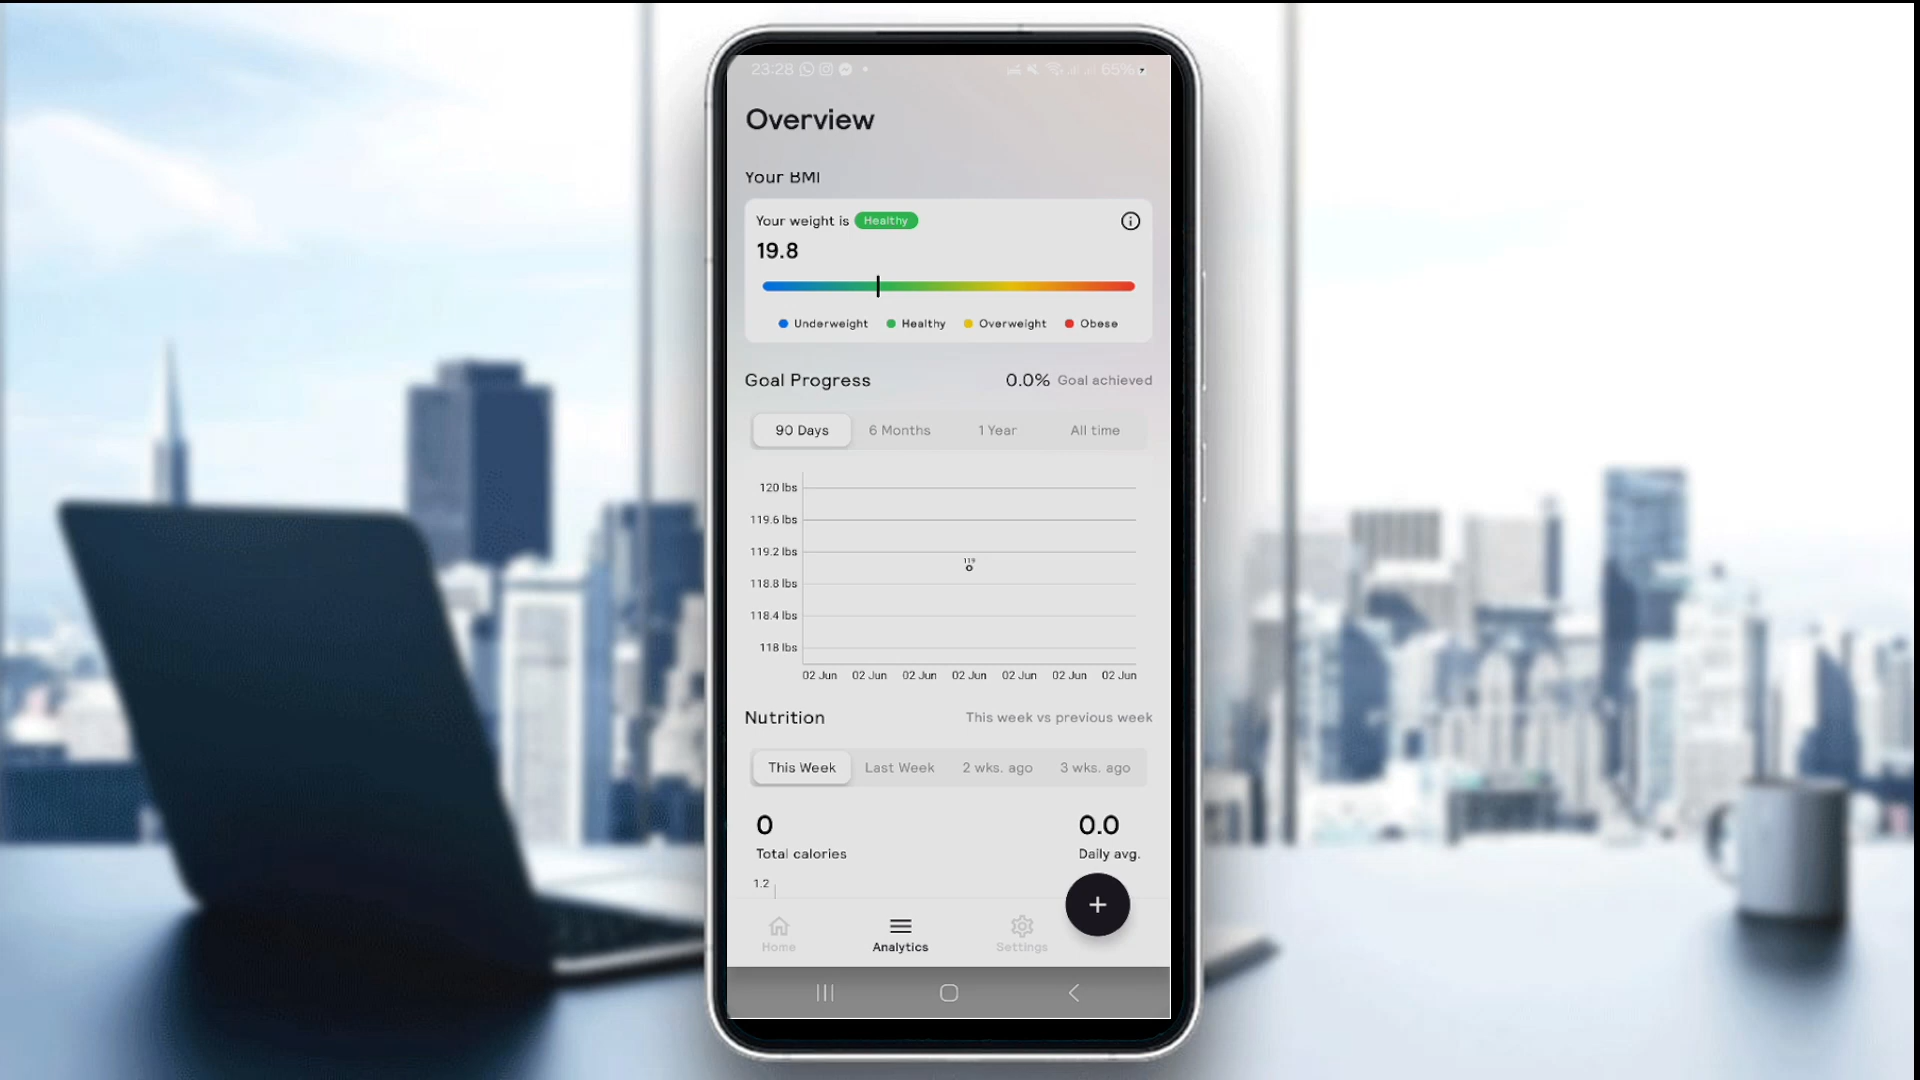 23:28 65%
Overview
Your BMI
Your weight is Healthy
19.8
Underweight Healthy Overweight Obese
Goal Progress 0.0% Goal achieved
90 Days 6 Months 1 Year All time
120 lbs
119.6 lbs
119.2 lbs
119
118.8 lbs
118.4 lbs
118 lbs
02 Jun 02 Jun 02 Jun 02 Jun 02 Jun 02 Jun 02 Jun
Nutrition This week vs previous week
This Week Last Week 2 wks. ago 3 wks. ago
0 0.0
Total calories Daily avg.
1.2
Home Analytics Settings